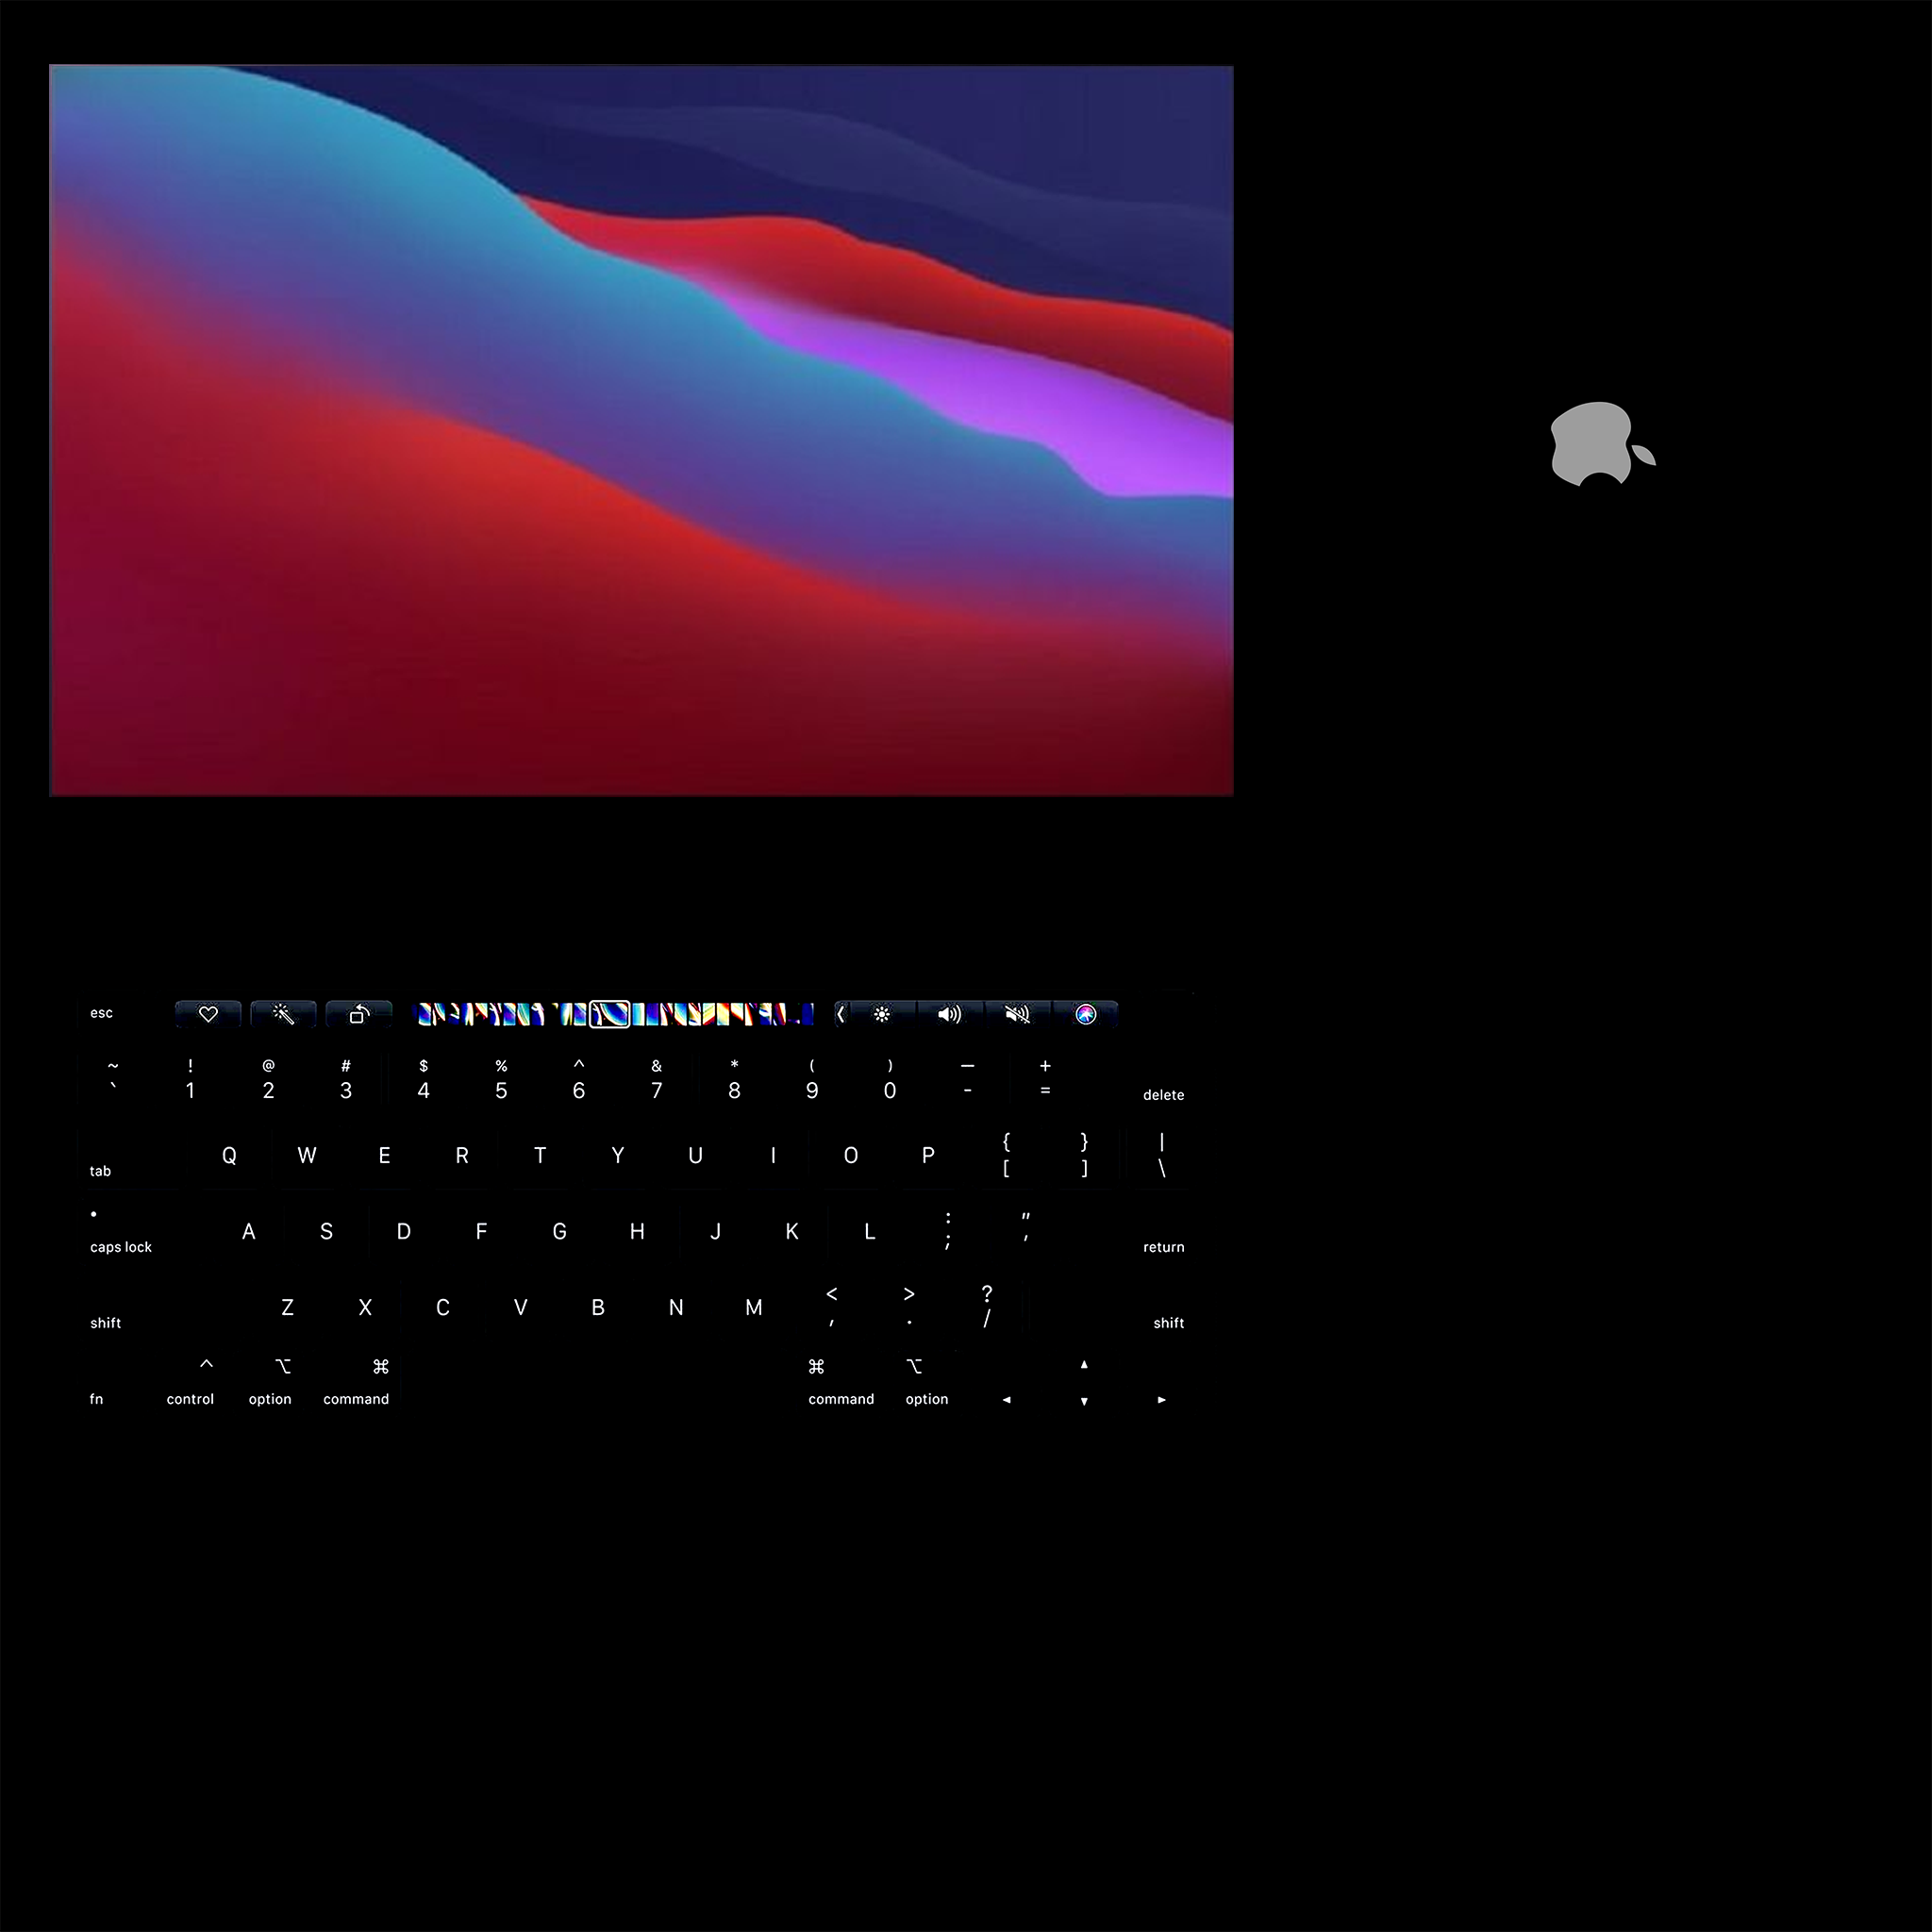 esc
~ ! @ # $ % ^ & * ( ) — +
` 1 2 3 4 5 6 7 8 9 0 - =
delete
Q W E R T Y U I O P { } |
[ ] \
tab
A S D F G H J K L : "
; '
caps lock return
Z X C V B N M < > ?
, . /
shift shift
^ ⌥ ⌘ ⌘ ⌥ ▲
fn control option command command option ◀ ▼ ▶